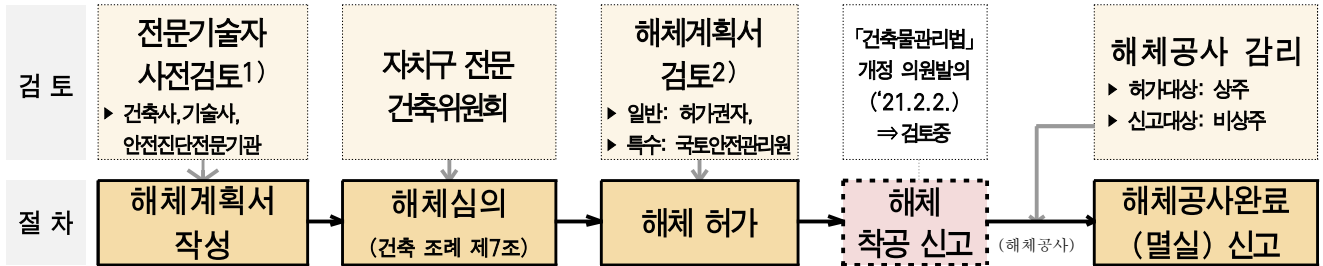 검 토
전문기술자
사전검토1)
▶ 건축사,기술사,
안전진단전문기관
자치구 전문
건축위원회
해체계획서
검토2)
▶ 일반: 허가권자,
▶ 특수: 국토안전관리원
「건축물관리법」
개정 의원발의
(‘21.2.2.)
⇒검토중
해체공사 감리
▶ 허가대상: 상주
▶ 신고대상: 비상주
절 차
해체계획서
작성
해체심의
(건축 조례 제7조)
해체 허가
해체
착공 신고
(해체공사)
해체공사완료
(멸실) 신고